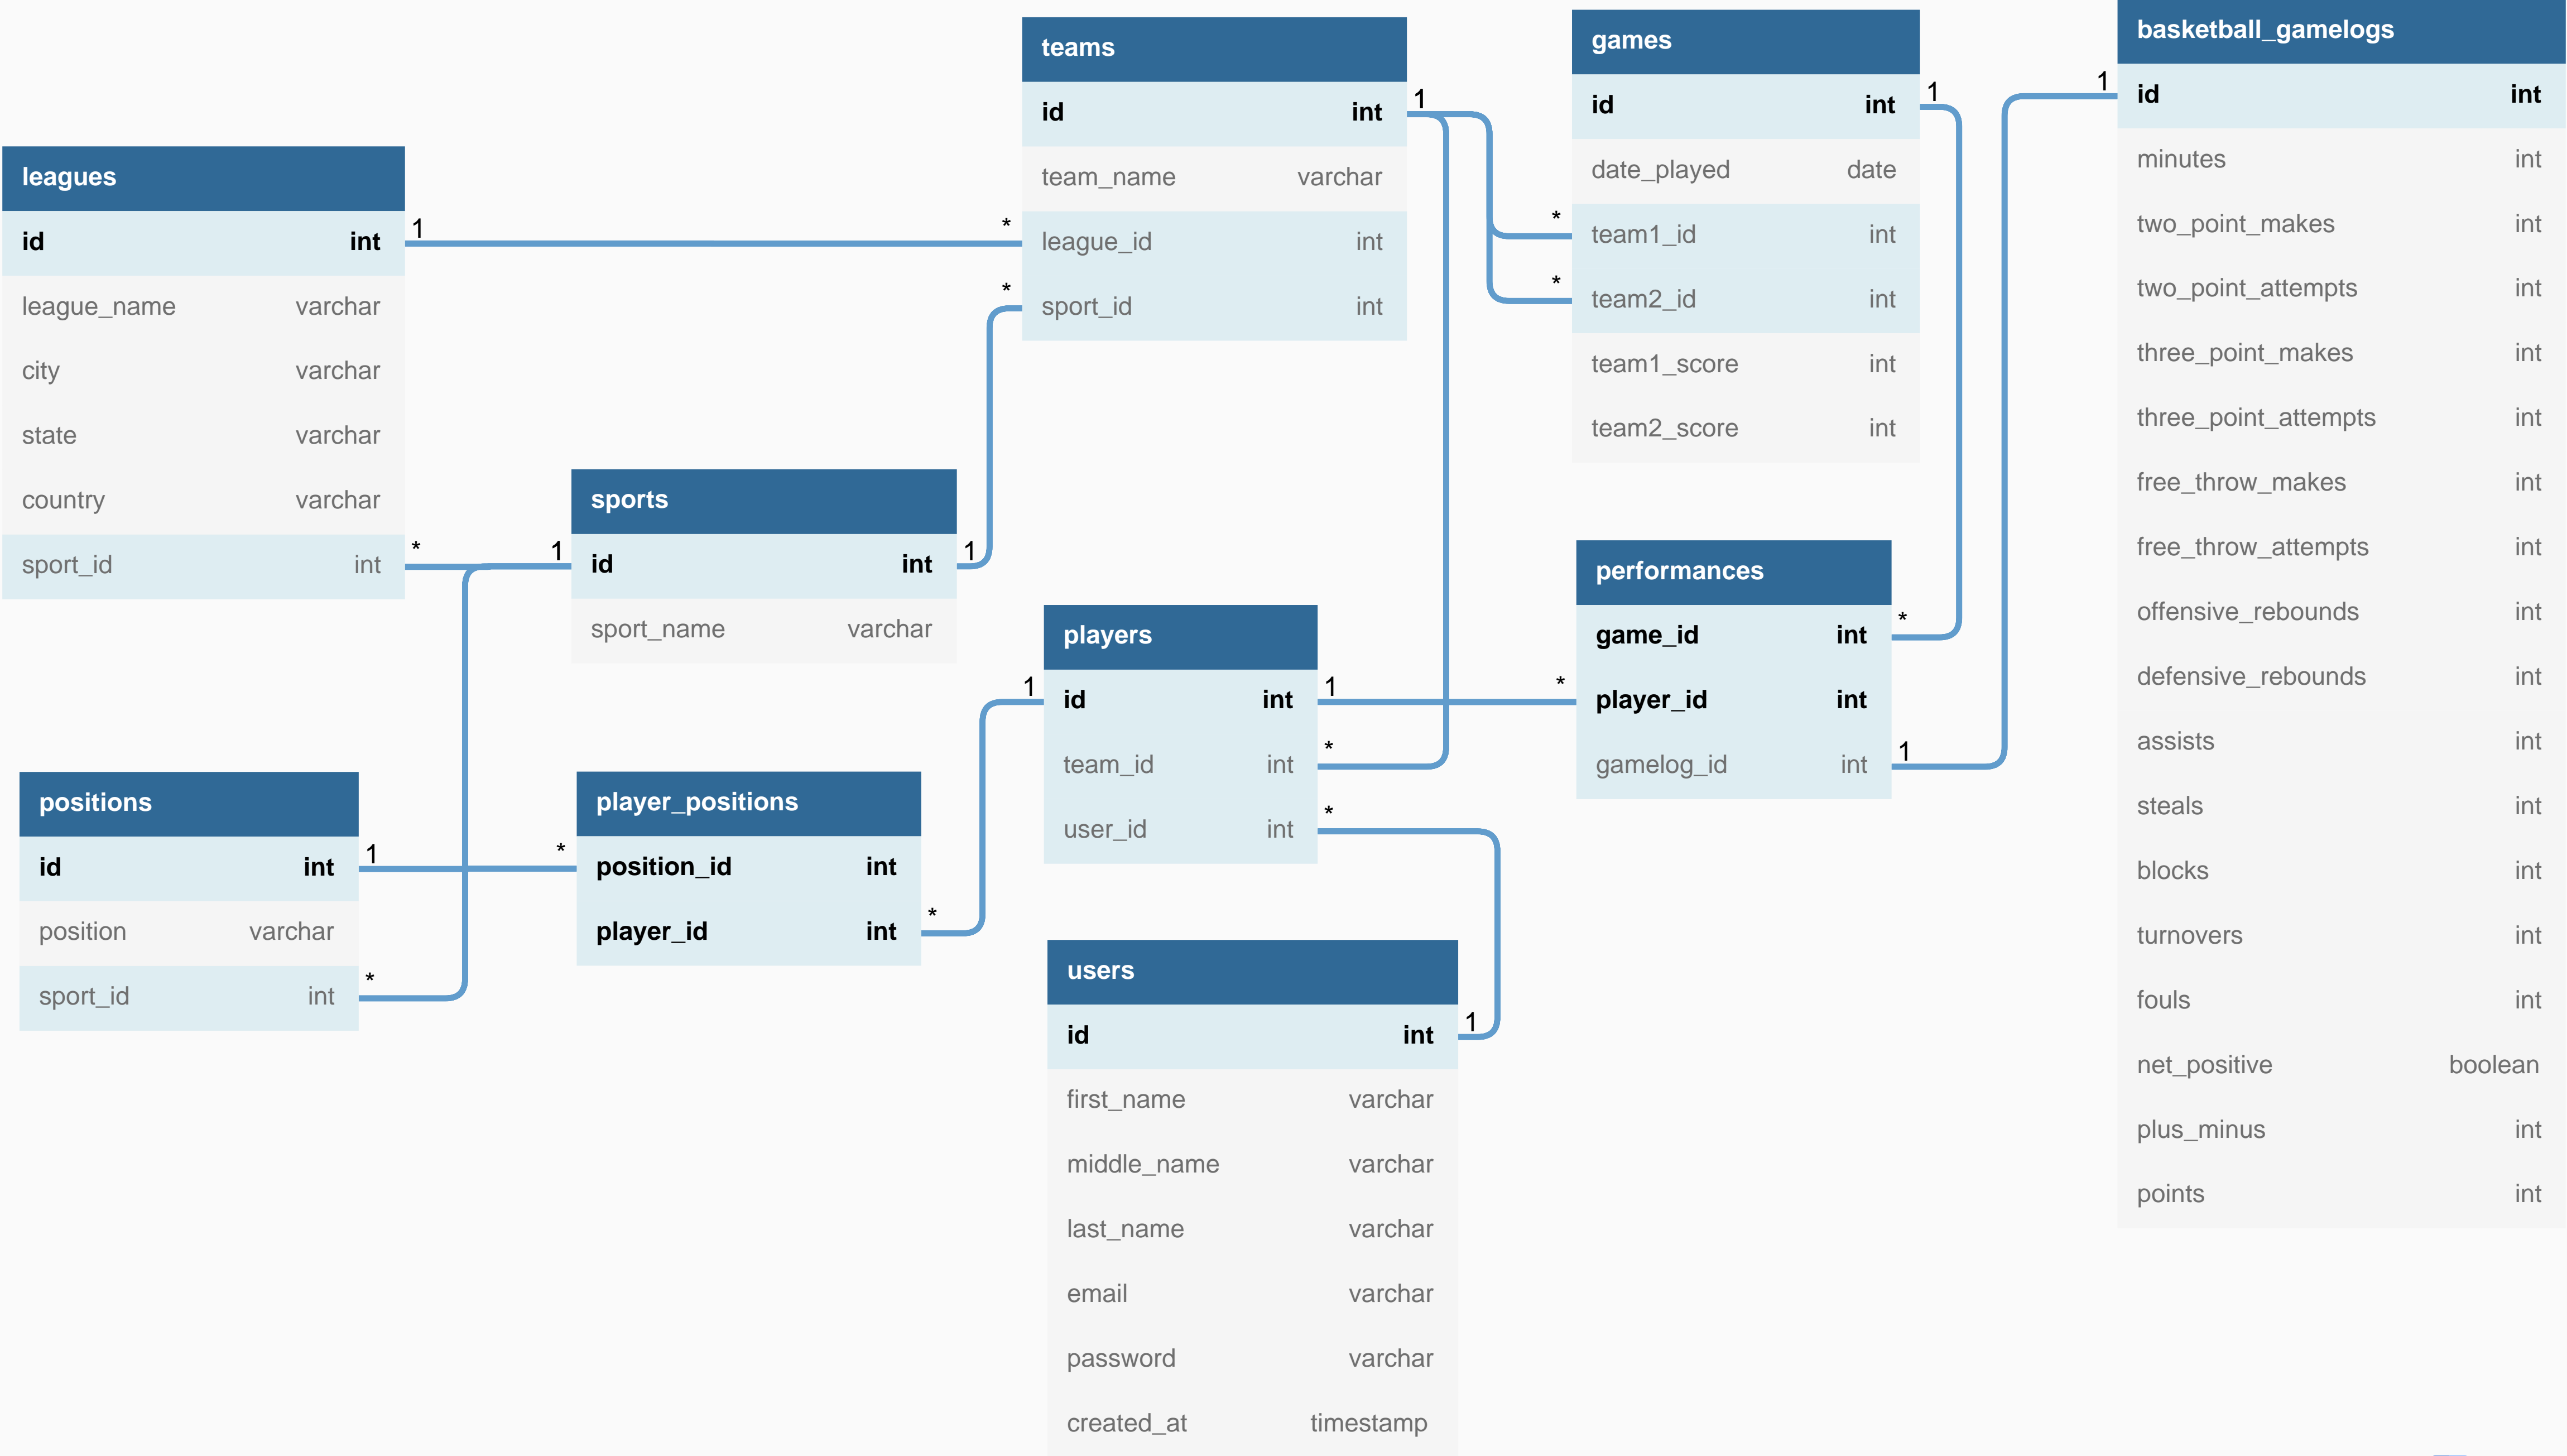 leagues
id int
league_name varchar
city varchar
state varchar
country varchar
sport_id int
1
*
sports
id int
sport_name varchar
1
1
positions
id int
position varchar
sport_id int
1
*
player_positions
position_id int
player_id int
*
*
teams
id int
team_name varchar
league_id int
sport_id int
1
*
*
players
id int
team_id int
user_id int
1
1
*
*
users
id int
first_name varchar
middle_name varchar
last_name varchar
email varchar
password varchar
created_at timestamp
1
games
id int
date_played date
team1_id int
team2_id int
team1_score int
team2_score int
1
*
*
performances
game_id int
player_id int
gamelog_id int
*
*
1
basketball_gamelogs
id int
minutes int
two_point_makes int
two_point_attempts int
three_point_makes int
three_point_attempts int
free_throw_makes int
free_throw_attempts int
offensive_rebounds int
defensive_rebounds int
assists int
steals int
blocks int
turnovers int
fouls int
net_positive boolean
plus_minus int
points int
1